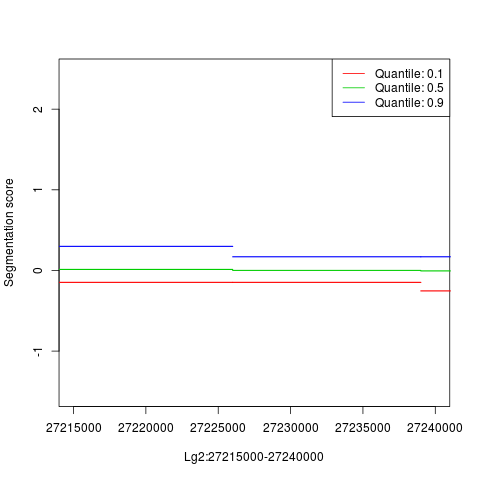 Quantile: 0.1
Quantile: 0.5
Quantile: 0.9
Segmentation score
2
1
0
-1
27215000 27220000 27225000 27230000 27235000 27240000
Lg2:27215000-27240000